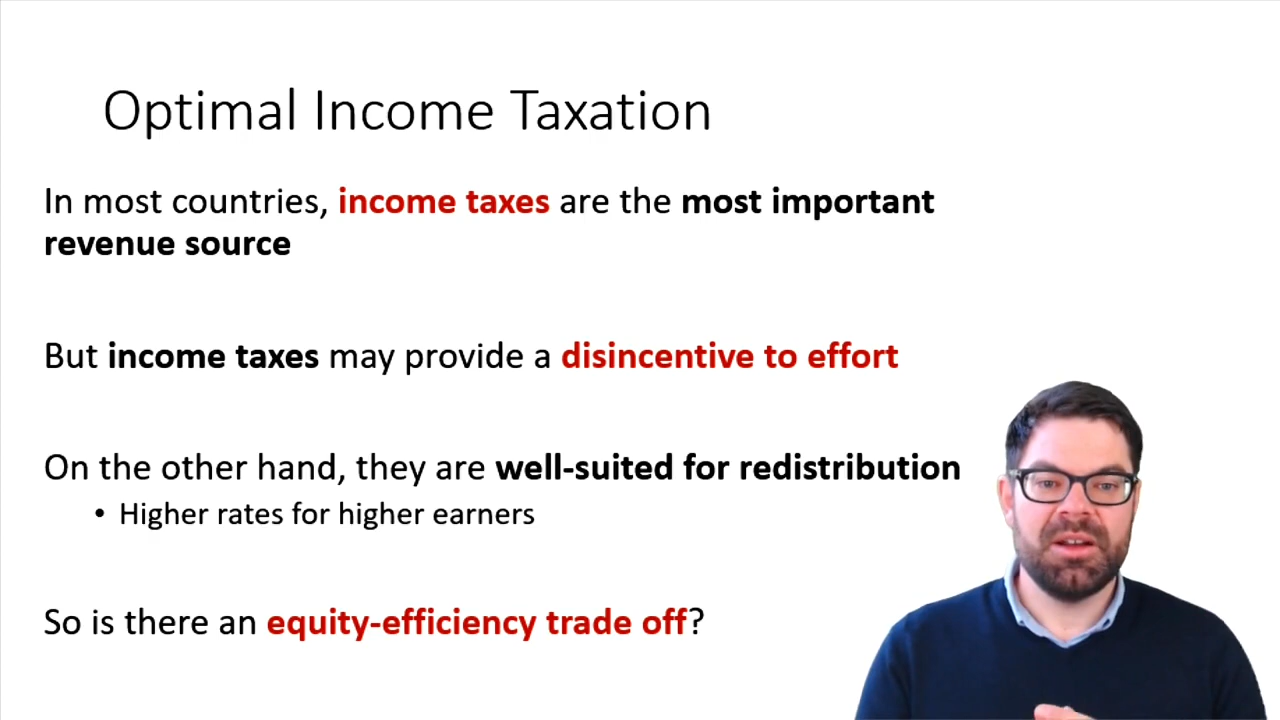 Optimal Income Taxation
In most countries, income taxes are the most important
revenue source
But income taxes may provide a disincentive to effort
On the other hand, they are well-suited for redistribution
• Higher rates for higher earners
So is there an equity-efficiency trade off?